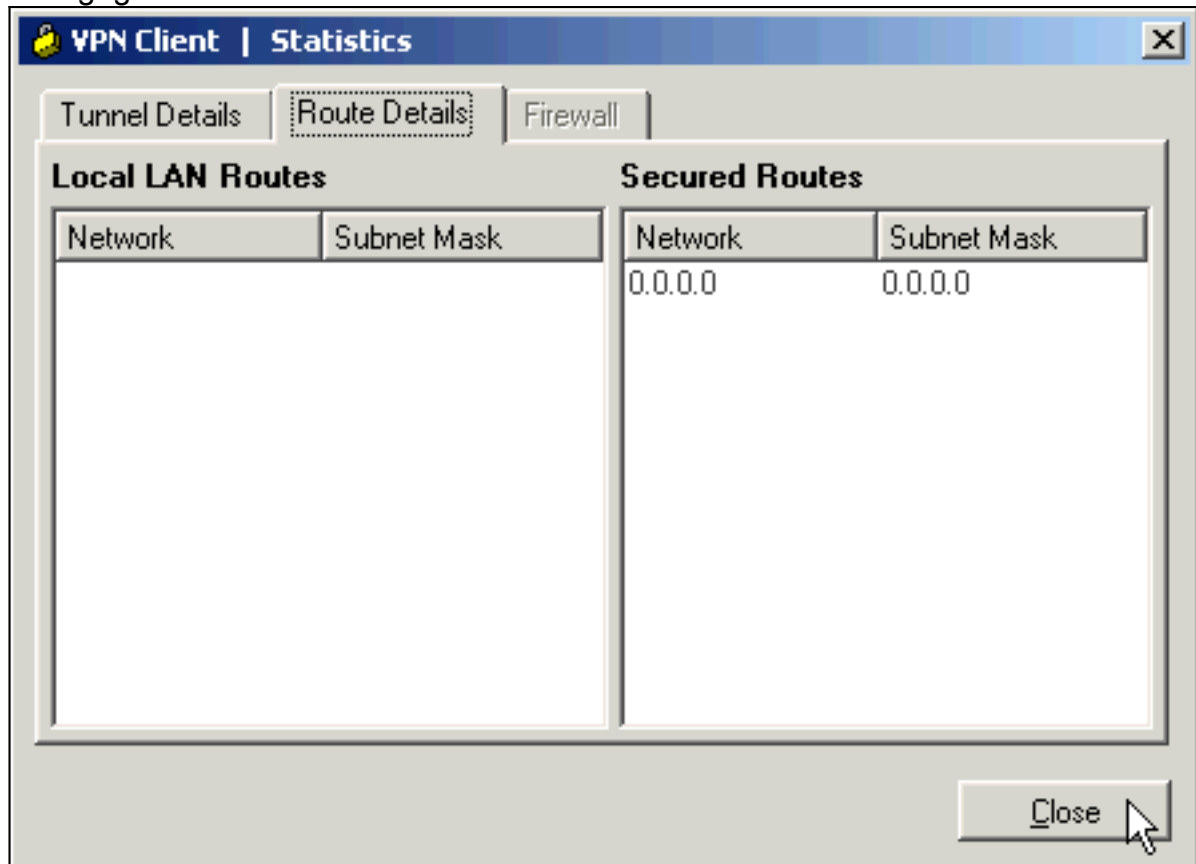 VPN Client | Statistics
Tunnel Details Route Details Firewall
Local LAN Routes Secured Routes
Network Subnet Mask Network Subnet Mask
0.0.0.0 0.0.0.0
Close